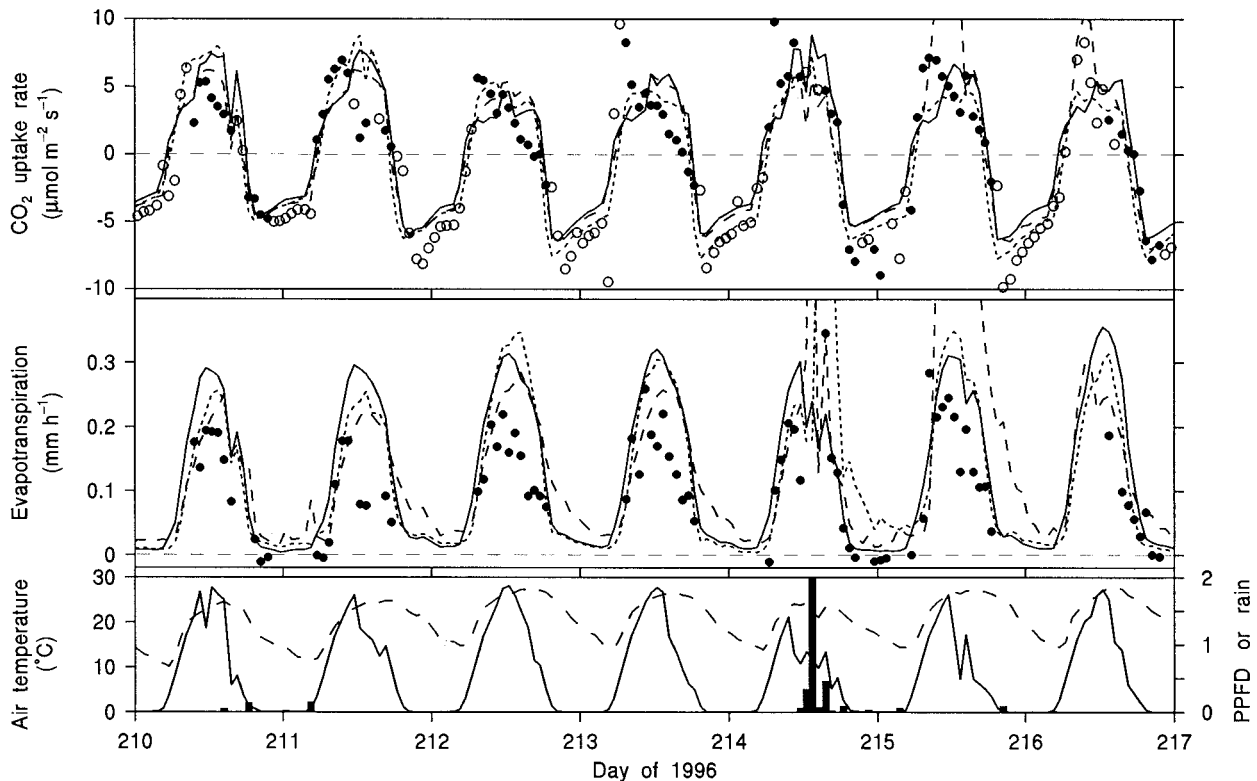 10
5
0
-5
-10
CO2 uptake rate
(μmol m−2 s−1)
0.3
0.2
0.1
0
Evapotranspiration
(mm h−1)
30
20
10
0
Air temperature
(°C)
2
1
0
PPFD or rain
210 211 212 213 214 215 216 217
Day of 1996